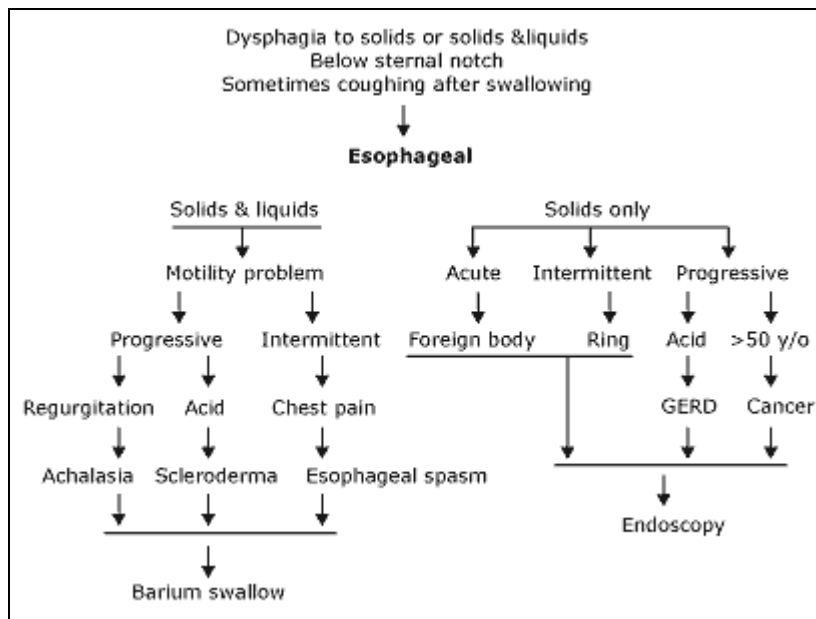 Dysphagia to solids or solids &liquids
Below sternal notch
Sometimes coughing after swallowing
Esophageal
Solids & liquids
Solids only
Motility problem
Acute
Intermittent
Progressive
Progressive
Intermittent
Foreign body
Ring
Acid
>50 y/o
Regurgitation
Acid
Chest pain
GERD
Cancer
Achalasia
Scleroderma
Esophageal spasm
Endoscopy
Barium swallow